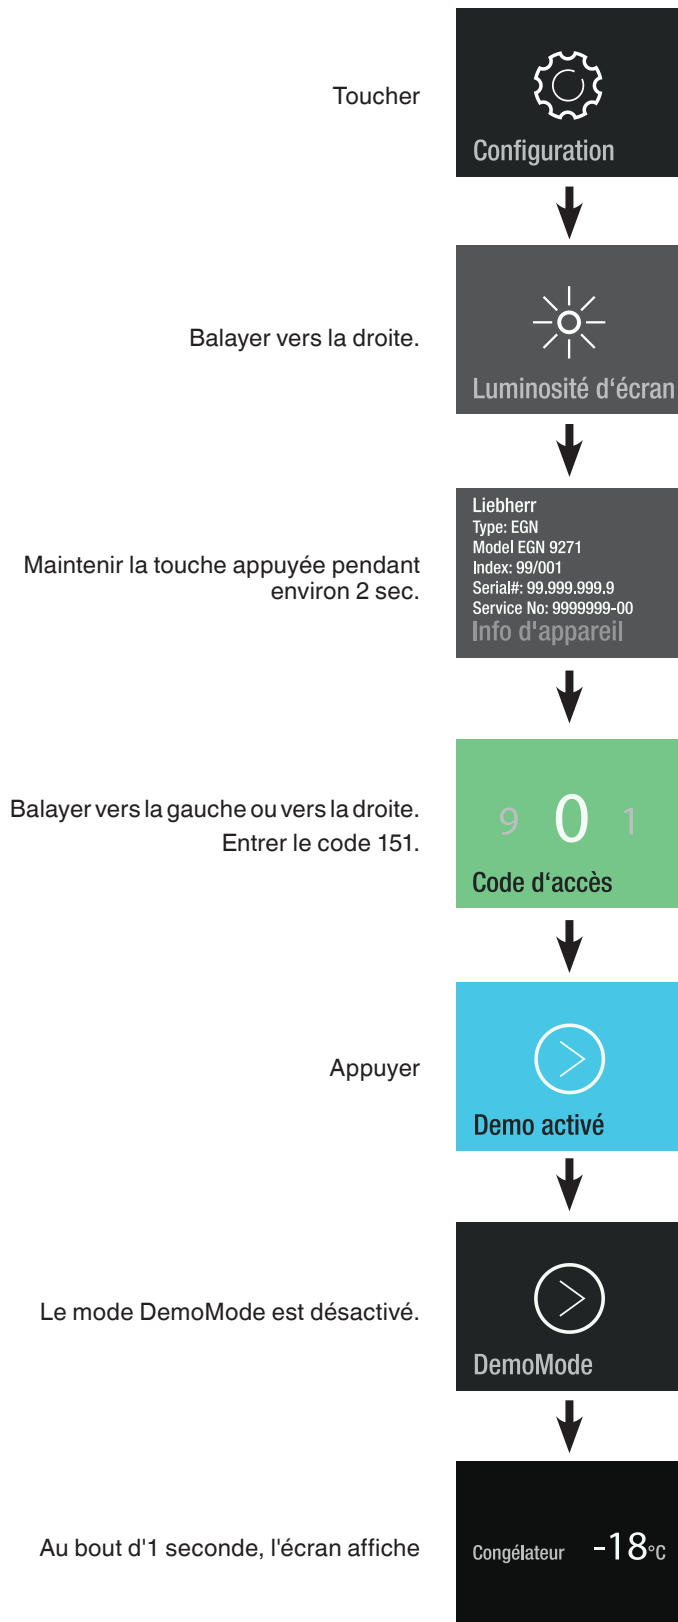 Toucher
Configuration
Balayer vers la droite.
Luminosité d‘écran
Maintenir la touche appuyée pendant
environ 2 sec.
Liebherr
Type: EGN
Model EGN 9271
Index: 99/001
Serial#: 99.999.999.9
Service No: 9999999-00
Info d'appareil
Balayer vers la gauche ou vers la droite.
Entrer le code 151.
9 0 1
Code d‘accès
Appuyer
Demo activé
Le mode DemoMode est désactivé.
DemoMode
Au bout d'1 seconde, l'écran affiche
Congélateur -18°C